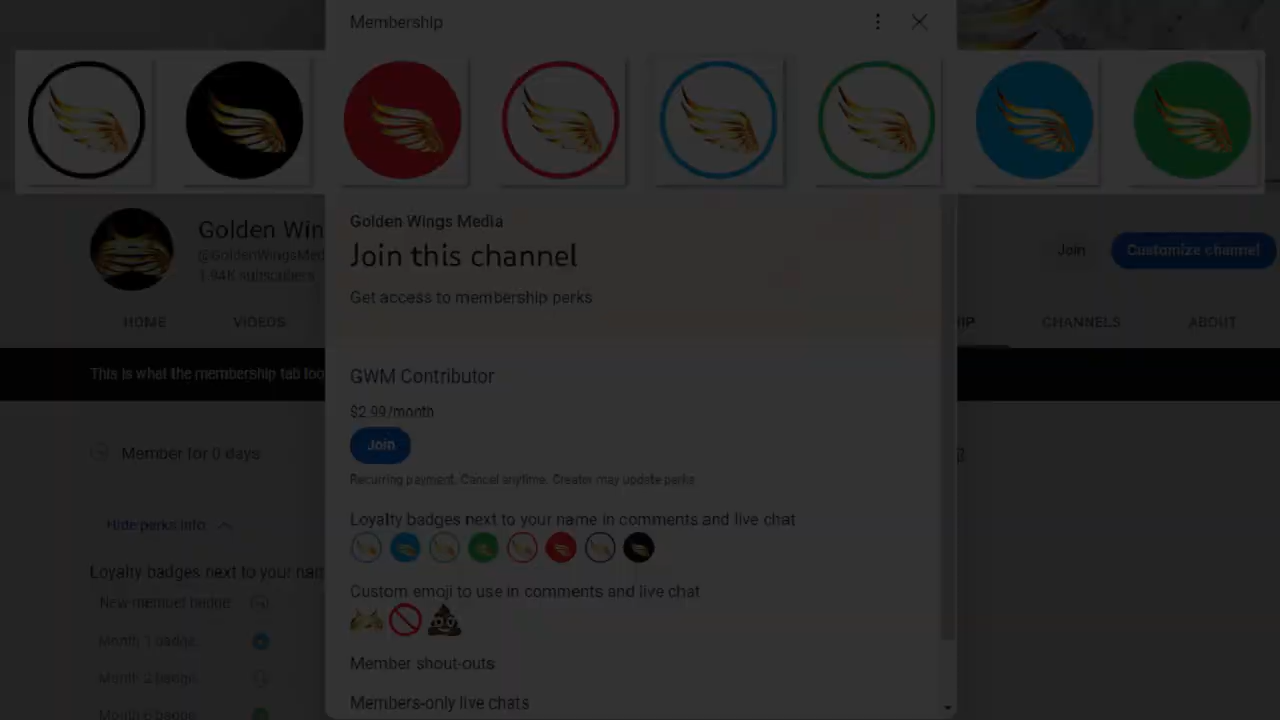 Membership
Golden Win
@GoldenWingsMed
1.94K subscribers
Golden Wings Media
Join this channel
Get access to membership perks
Join
Customize channel
HOME
VIDEOS
IP
CHANNELS
ABOUT
This is what the membership tab loo
GWM Contributor
$2.99/month
Join
Recurring payment. Cancel anytime. Creator may update perks
Member for 0 days
Hide perks info
Loyalty badges next to your name in comments and live chat
Custom emoji to use in comments and live chat
Member shout-outs
Members-only live chats
Loyalty badges next to your nam
New member badge
Month 1 badge
Month 2 badge
Month 6 badge